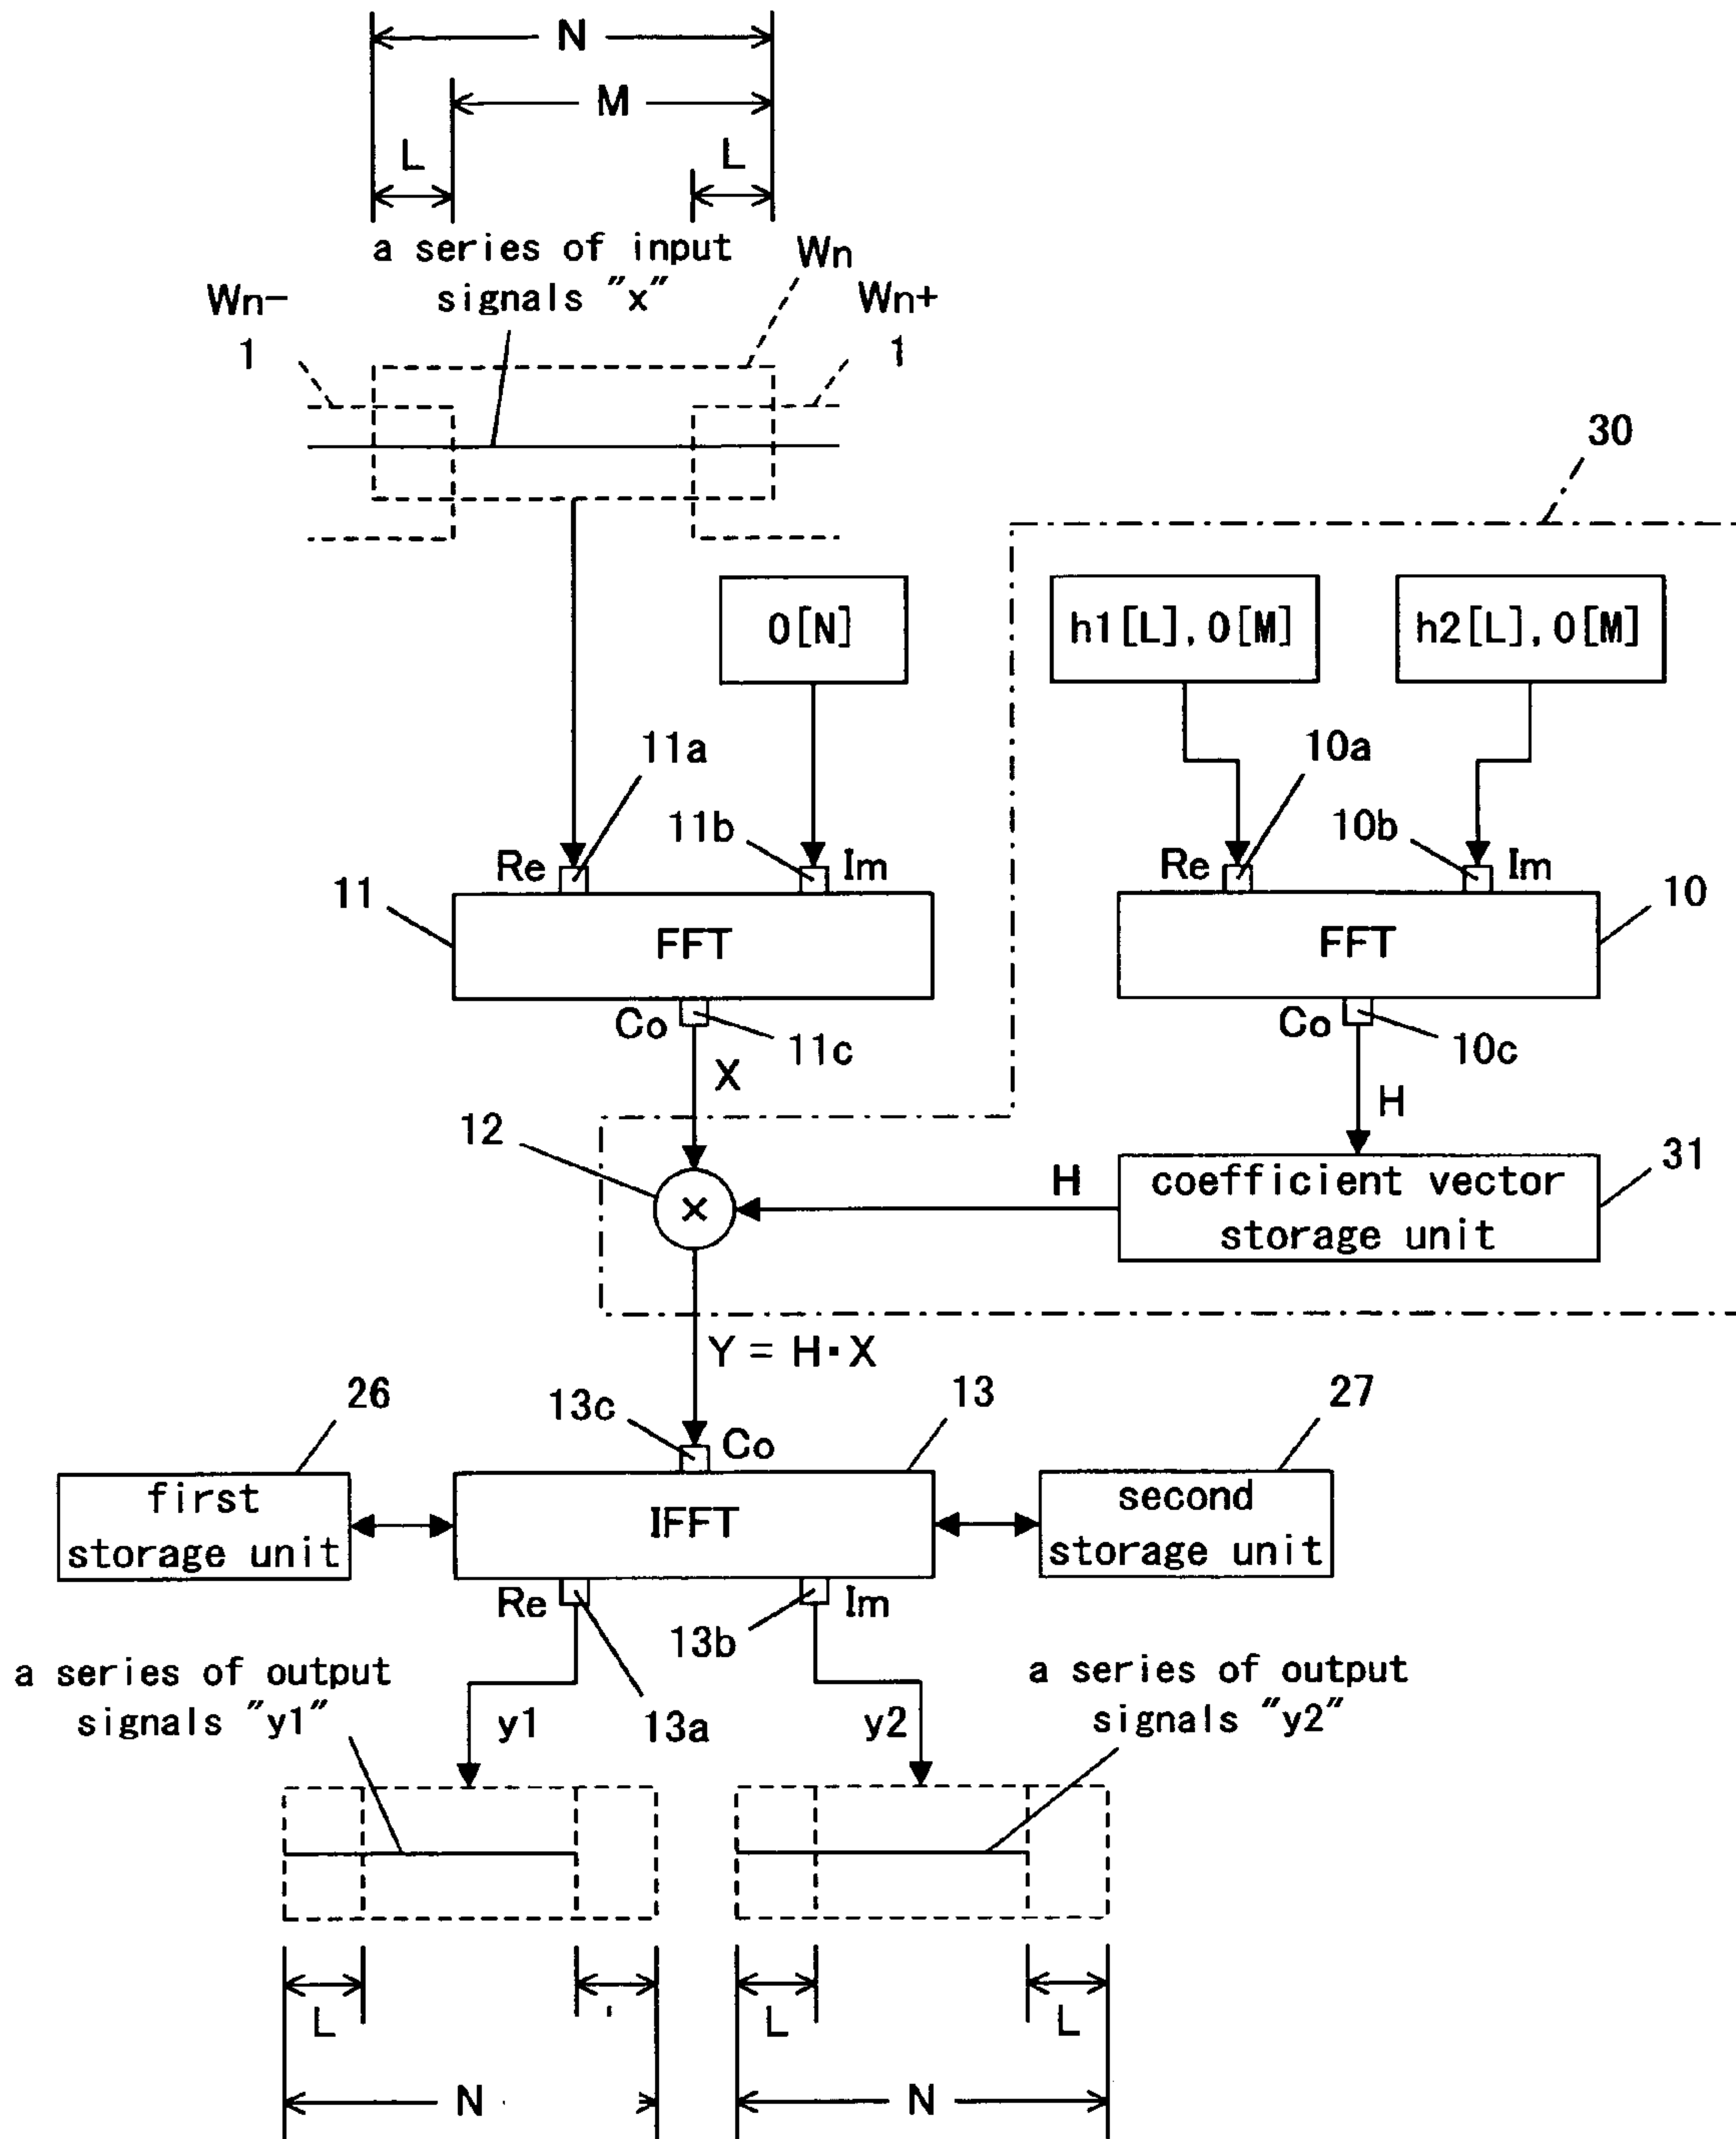 N
M
L
L
a series of input
signals "x"
Wn
Wn-
1
Wn+
1
30
0[N]
h1[L],0[M]
h2[L],0[M]
11a
10a
11b
10b
Re
Im
Re
Im
11
FFT
FFT
10
Co
11c
Co
10c
X
H
12
×
H
coefficient vector
storage unit
31
Y = H·X
26
13c
13
27
Co
first
storage unit
IFFT
second
storage unit
Re
Im
13b
a series of output
signals "y1"
y1
13a
y2
a series of output
signals "y2"
L
L
L
N
N